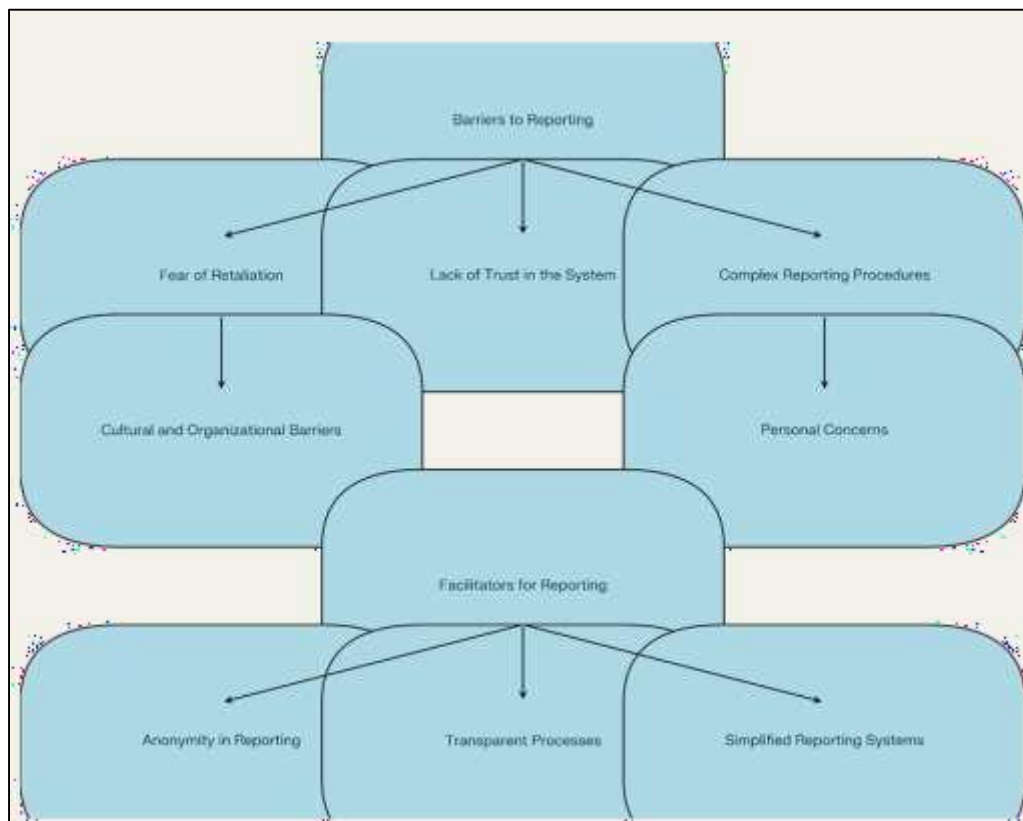 Barriers to Reporting
Fear of Retaliation
Lack of Trust in the System
Complex Reporting Procedures
Cultural and Organizational Barriers
Personal Concerns
Facilitators for Reporting
Anonymity in Reporting
Transparent Processes
Simplified Reporting Systems